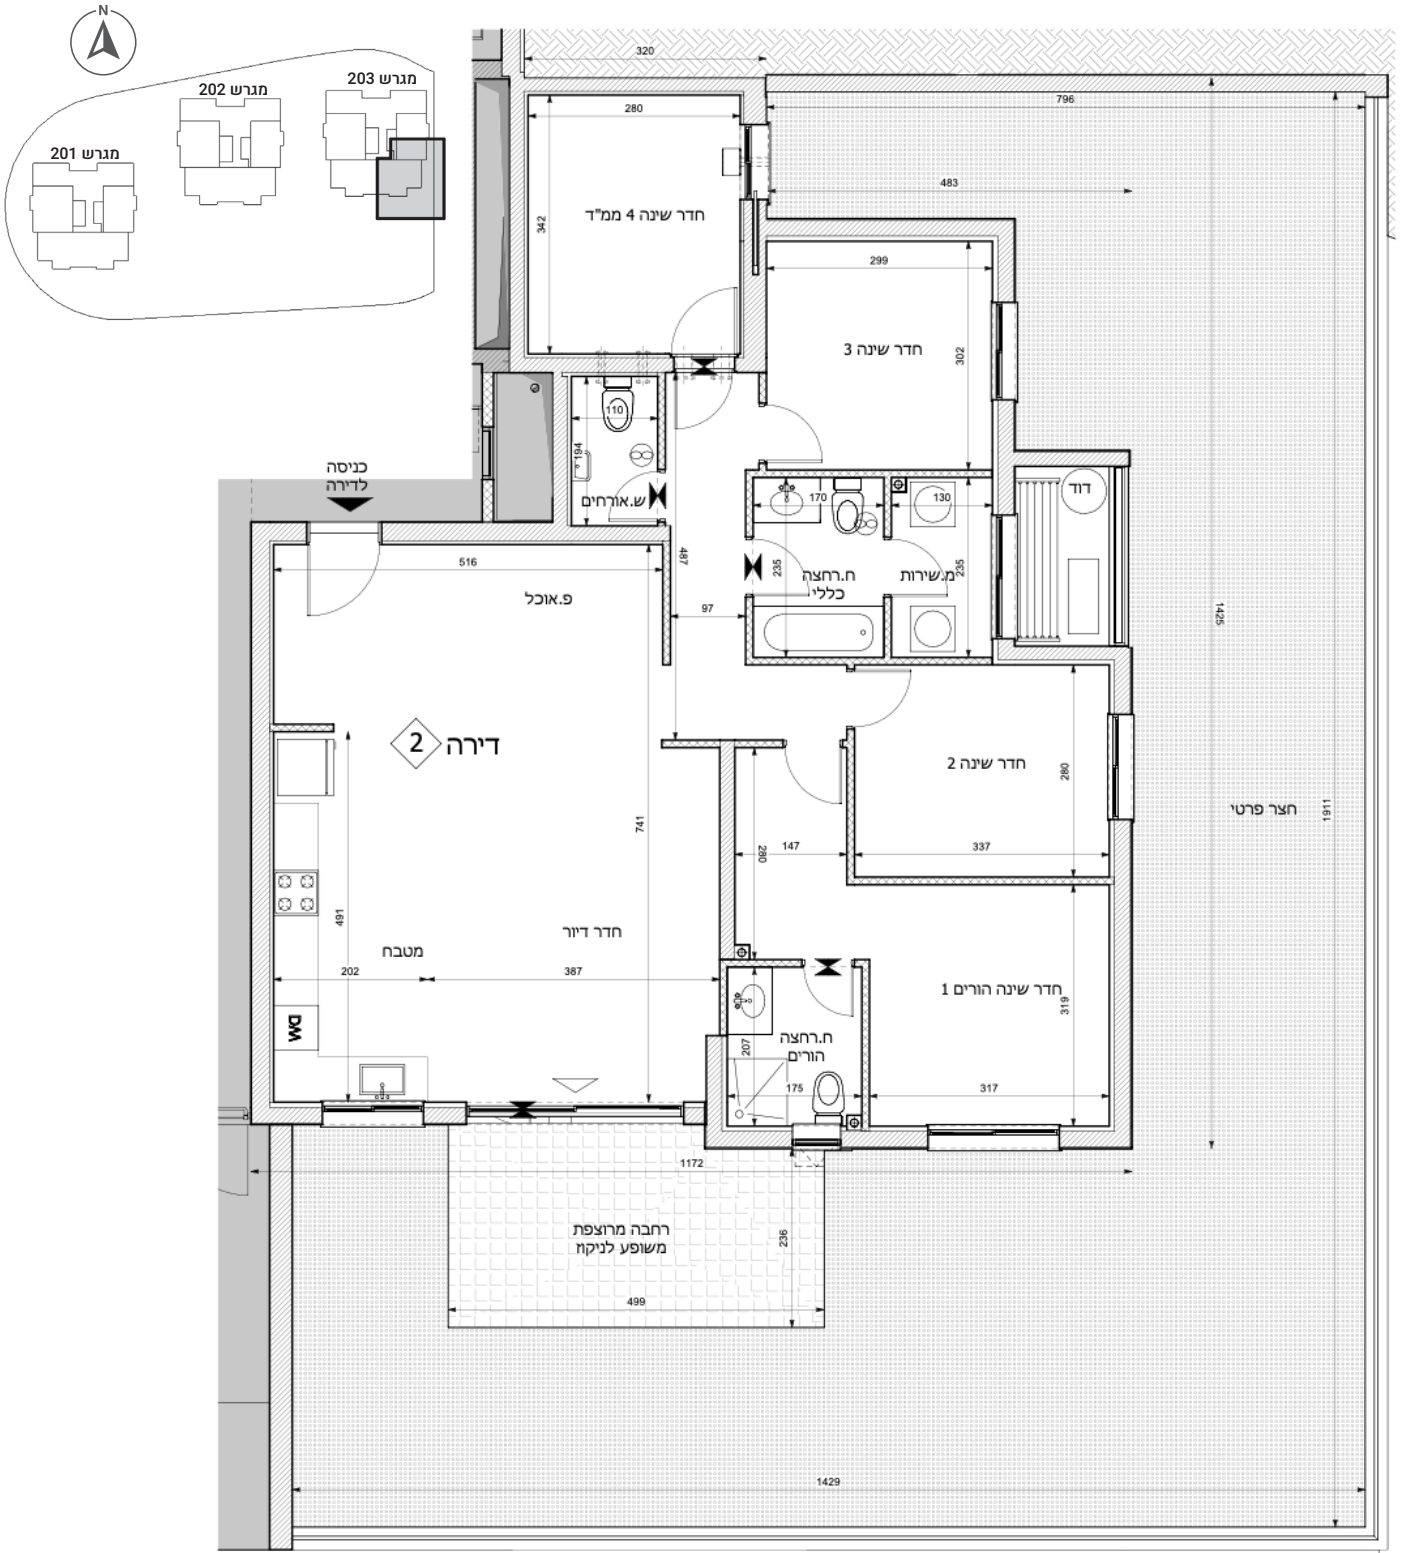 N
מגרש 203
מגרש 202
מגרש 201
320
796
280
483
חדר שינה 4 ממ"ד
342
299
חדר שינה 3
302
110
194
ש.אורחים
כניסה
לדירה
דוד
170
130
487
235
ח.רחצה
כללי
מ.שירות
235
516
פ.אוכל
97
1425
דירה 2
חדר שינה 2
280
741
147
280
337
חצר פרטי
1911
491
חדר דיור
מטבח
202
387
חדר שינה הורים 1
319
DW
ח.רחצה
הורים
207
175
317
1172
רחבה מרוצפת
משופע לניקוז
236
499
1429